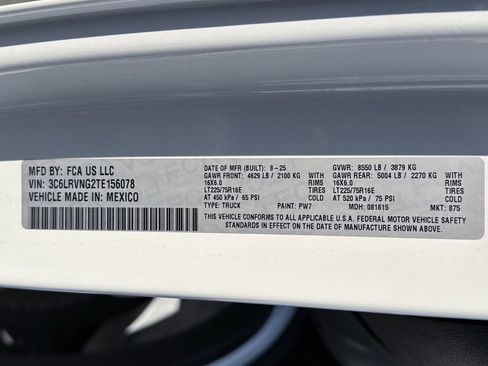 MFD BY: FCA US LLC
VIN: 3C6LRVNG2TE156078
VEHICLE MADE IN: MEXICO
DATE OF MFR (BUILT): 8-25 GVWR: 8550 LB / 3879 KG
GAWR FRONT: 4629 LB / 2100 KG WITH GAWR REAR: 5004 LB / 2270 KG WITH
16X6.0 RIMS 16X6.0 RIMS
LT225/75R16E TIRES LT225/75R16E TIRES
AT 450 kPa / 65 PSI COLD AT 520 kPa / 75 PSI COLD
TYPE: TRUCK PAINT: PW7 MDH: 081615 MKT: 875
THIS VEHICLE CONFORMS TO ALL APPLICABLE U.S.A. FEDERAL MOTOR VEHICLE SAFETY
STANDARDS IN EFFECT ON THE DATE OF MANUFACTURE SHOWN ABOVE.